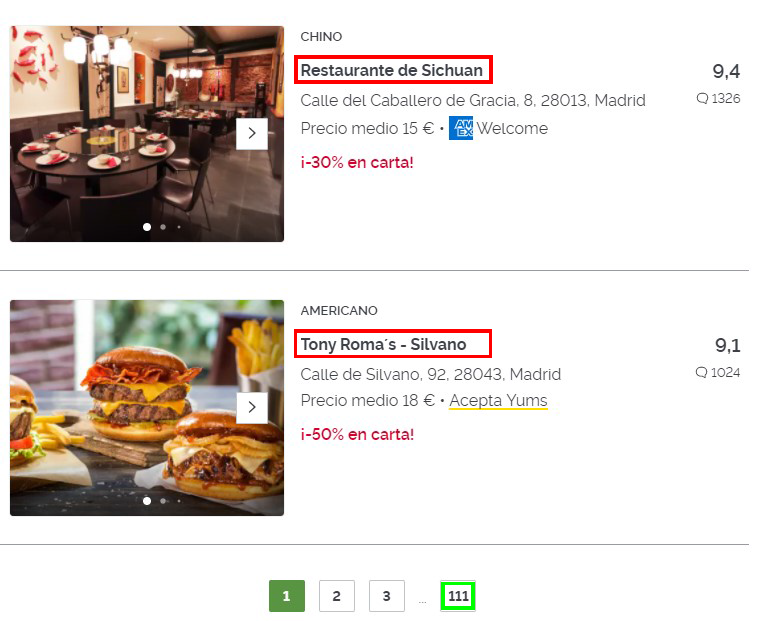 CHINO
Restaurante de Sichuan
9,4
Calle del Caballero de Gracia, 8, 28013, Madrid
1326
Precio medio 15 € • AMEX Welcome
¡-30% en carta!
AMERICANO
Tony Roma´s - Silvano
9,1
Calle de Silvano, 92, 28043, Madrid
1024
Precio medio 18 € • Acepta Yums
¡-50% en carta!
1 2 3 ... 111